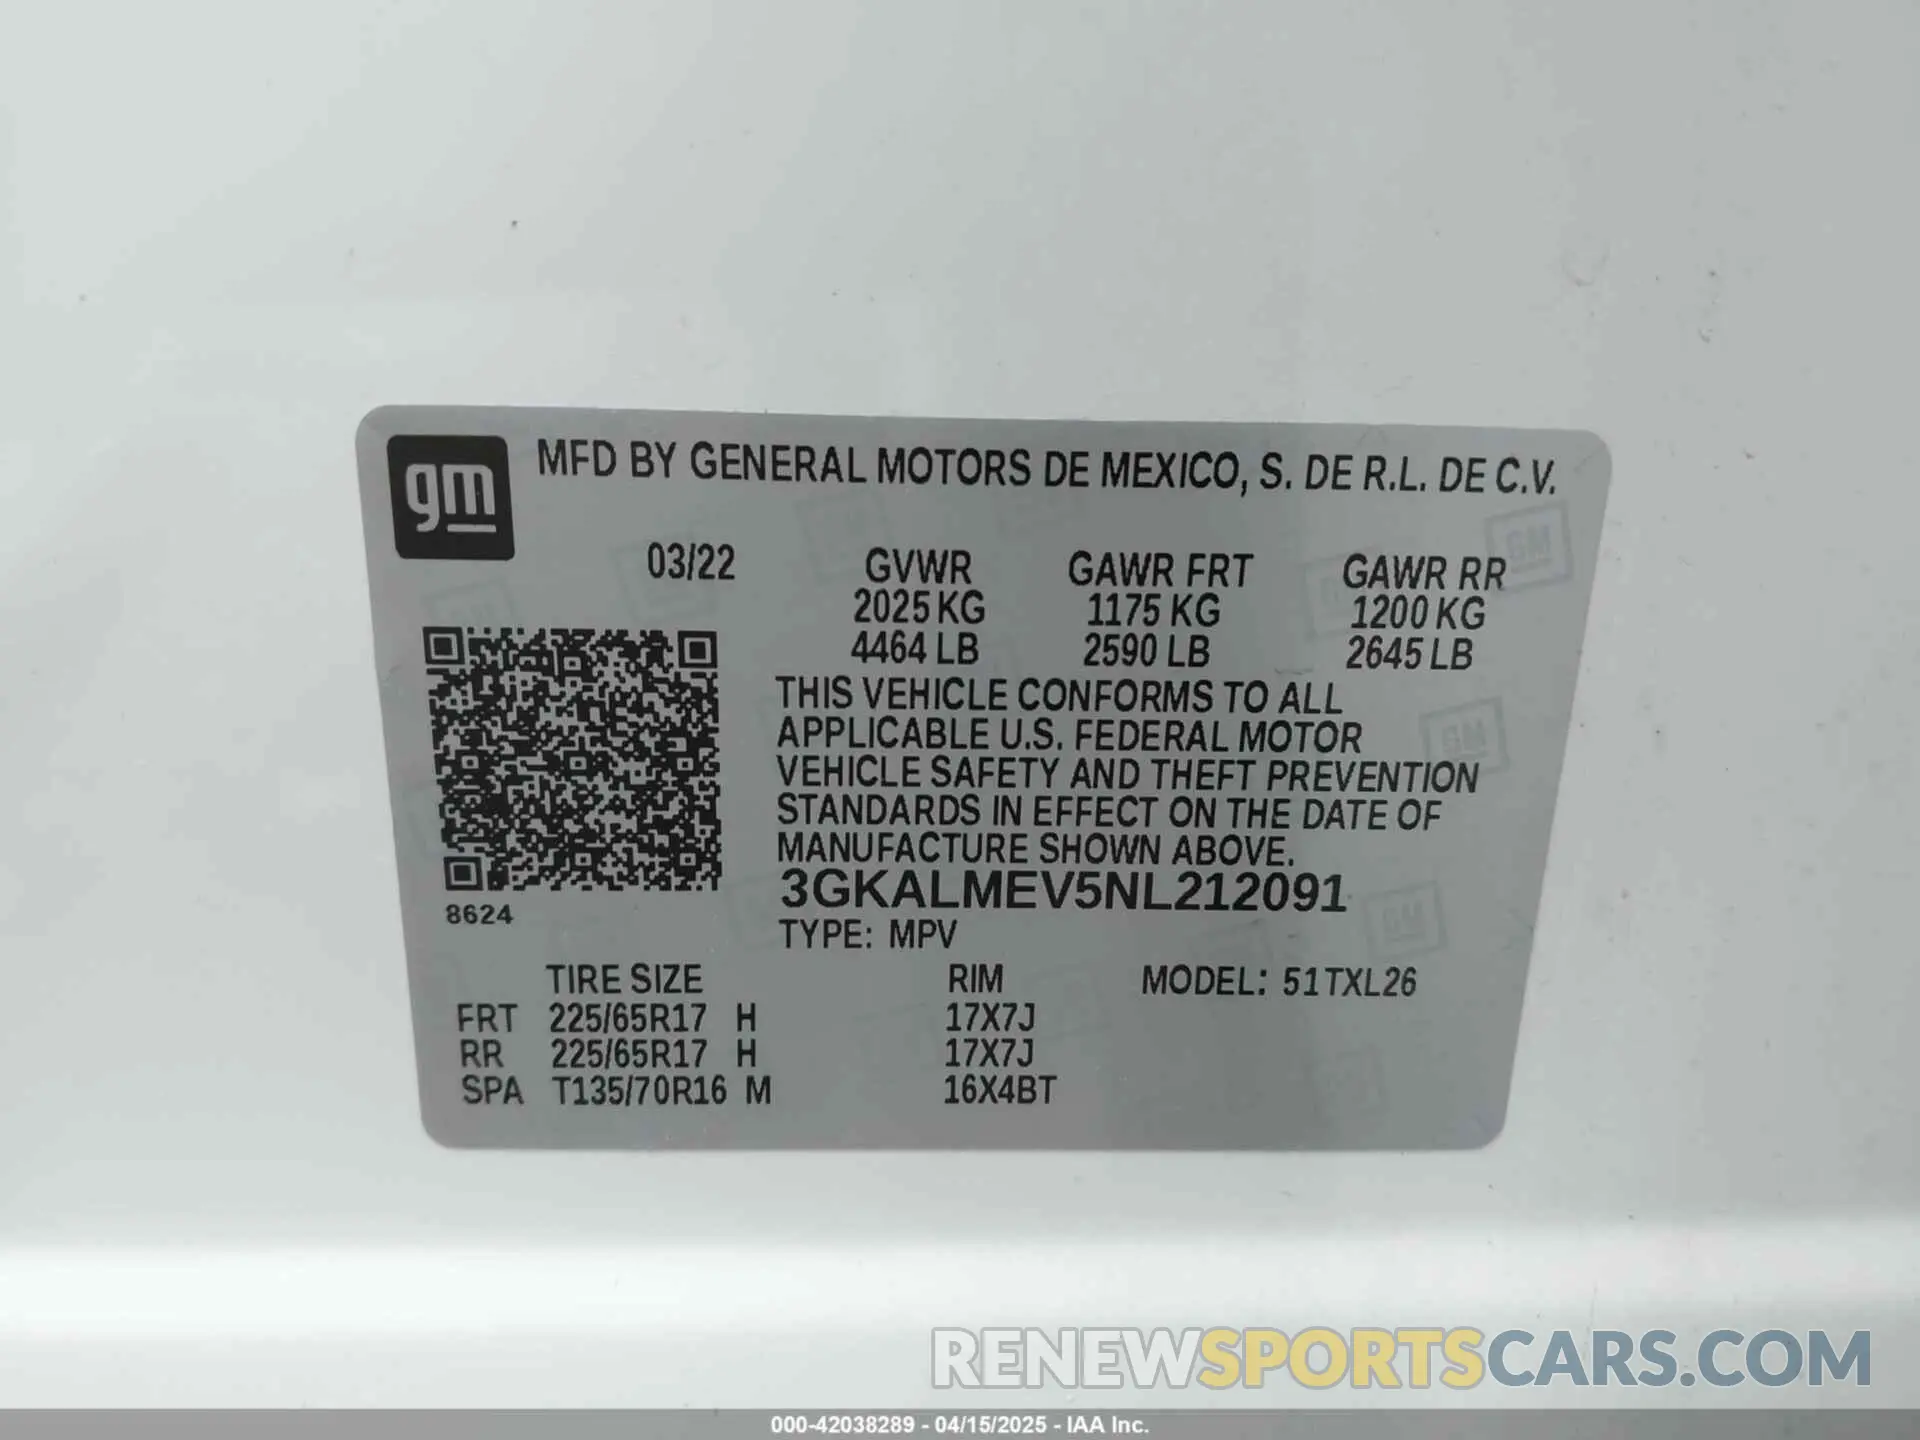 gm
MFD BY GENERAL MOTORS DE MEXICO, S. DE R.L. DE C.V.
03/22 GVWR GAWR FRT GAWR RR
2025 KG 1175 KG 1200 KG
4464 LB 2590 LB 2645 LB
THIS VEHICLE CONFORMS TO ALL
APPLICABLE U.S. FEDERAL MOTOR
VEHICLE SAFETY AND THEFT PREVENTION
STANDARDS IN EFFECT ON THE DATE OF
MANUFACTURE SHOWN ABOVE.
3GKALMEV5NL212091
8624
TYPE: MPV
TIRE SIZE RIM MODEL: 51TXL26
FRT 225/65R17 H 17X7J
RR 225/65R17 H 17X7J
SPA T135/70R16 M 16X4BT
GM
GM
GM
RENEWSPORTSCARS.COM
000-42038289 - 04/15/2025 - IAA Inc.